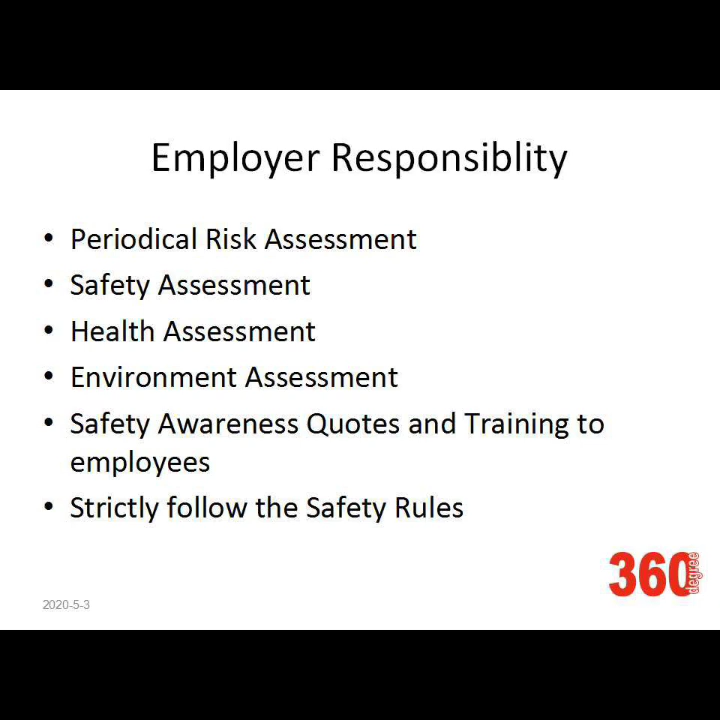 Employer Responsiblity
• Periodical Risk Assessment
• Safety Assessment
• Health Assessment
• Environment Assessment
• Safety Awareness Quotes and Training to
employees
• Strictly follow the Safety Rules
360 degree
2020-5-3